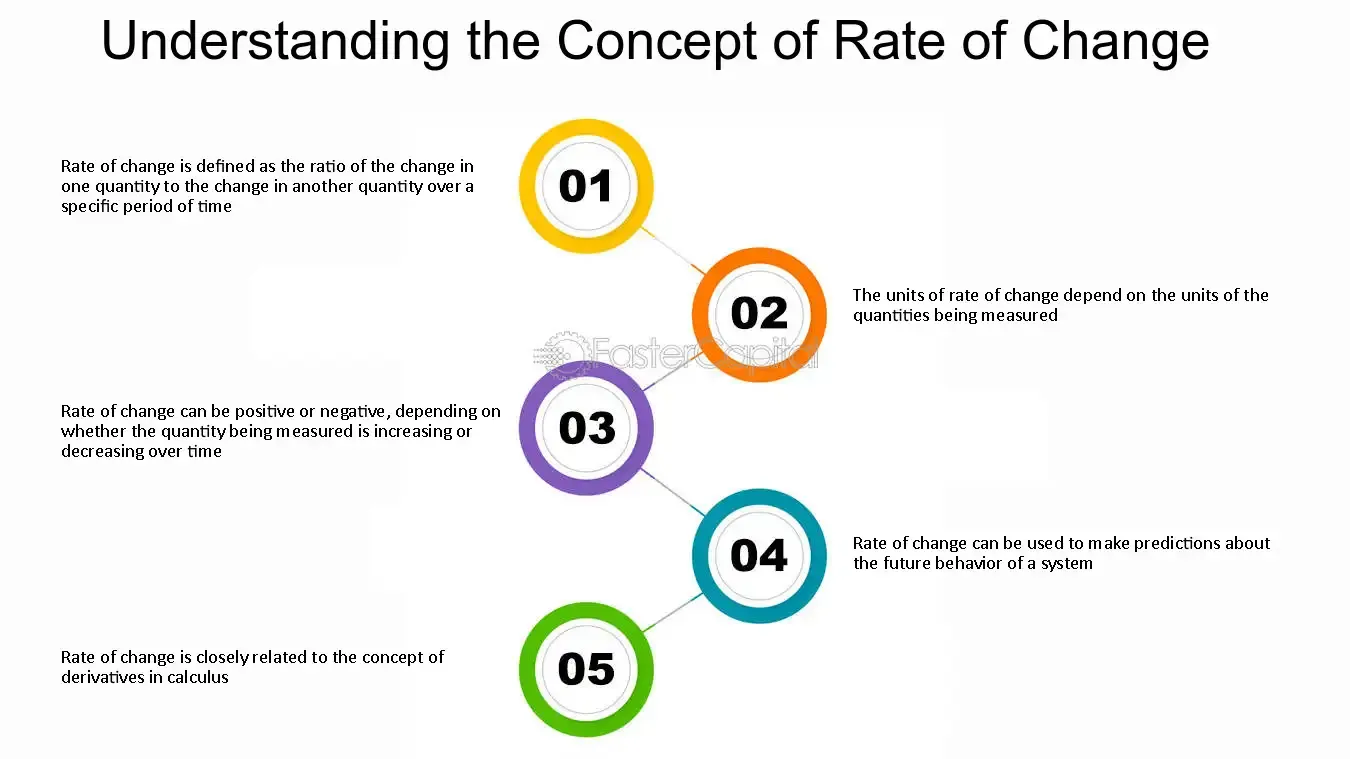 Understanding the Concept of Rate of Change
01
Rate of change is defined as the ratio of the change in
one quantity to the change in another quantity over a
specific period of time
02
The units of rate of change depend on the units of the
quantities being measured
FasterCapital
03
Rate of change can be positive or negative, depending on
whether the quantity being measured is increasing or
decreasing over time
04
Rate of change can be used to make predictions about
the future behavior of a system
05
Rate of change is closely related to the concept of
derivatives in calculus